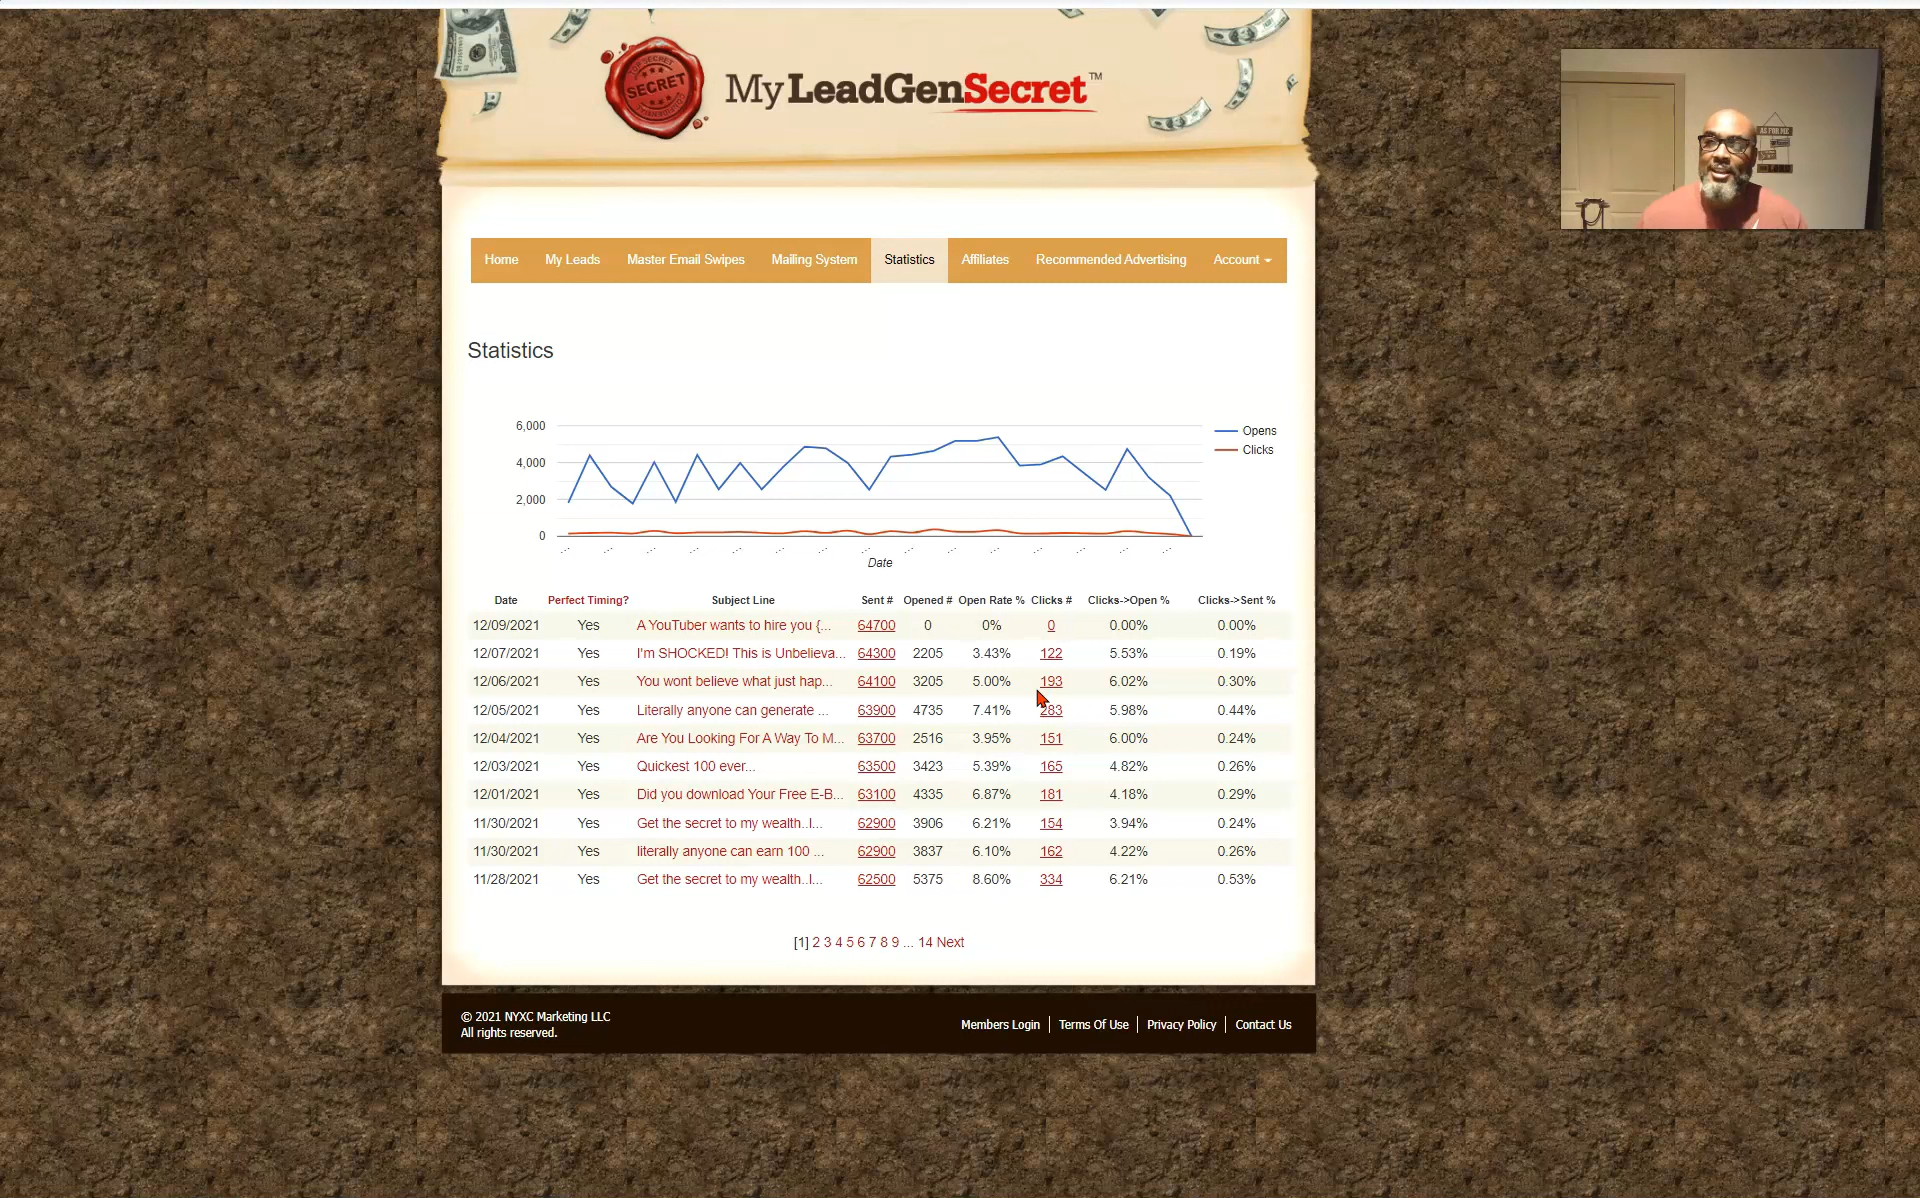 TOP SECRET
SECRET
MyLeadGenSecret™
AS FOR ME
Home My Leads Master Email Swipes Mailing System Statistics Affiliates Recommended Advertising Account
Statistics
6,000
4,000
2,000
0
Opens
Clicks
Date
Date Perfect Timing? Subject Line Sent # Opened # Open Rate % Clicks # Clicks->Open % Clicks->Sent %
12/09/2021 Yes A YouTuber wants to hire you {... 64700 0 0% 0 0.00% 0.00%
12/07/2021 Yes I'm SHOCKED! This is Unbelieva... 64300 2205 3.43% 122 5.53% 0.19%
12/06/2021 Yes You wont believe what just hap... 64100 3205 5.00% 193 6.02% 0.30%
12/05/2021 Yes Literally anyone can generate ... 63900 4735 7.41% 283 5.98% 0.44%
12/04/2021 Yes Are You Looking For A Way To M... 63700 2516 3.95% 151 6.00% 0.24%
12/03/2021 Yes Quickest 100 ever... 63500 3423 5.39% 165 4.82% 0.26%
12/01/2021 Yes Did you download Your Free E-B... 63100 4335 6.87% 181 4.18% 0.29%
11/30/2021 Yes Get the secret to my wealth..I... 62900 3906 6.21% 154 3.94% 0.24%
11/30/2021 Yes literally anyone can earn 100 ... 62900 3837 6.10% 162 4.22% 0.26%
11/28/2021 Yes Get the secret to my wealth..I... 62500 5375 8.60% 334 6.21% 0.53%
[1] 2 3 4 5 6 7 8 9 ... 14 Next
© 2021 NYXC Marketing LLC
All rights reserved.
Members Login Terms Of Use Privacy Policy Contact Us